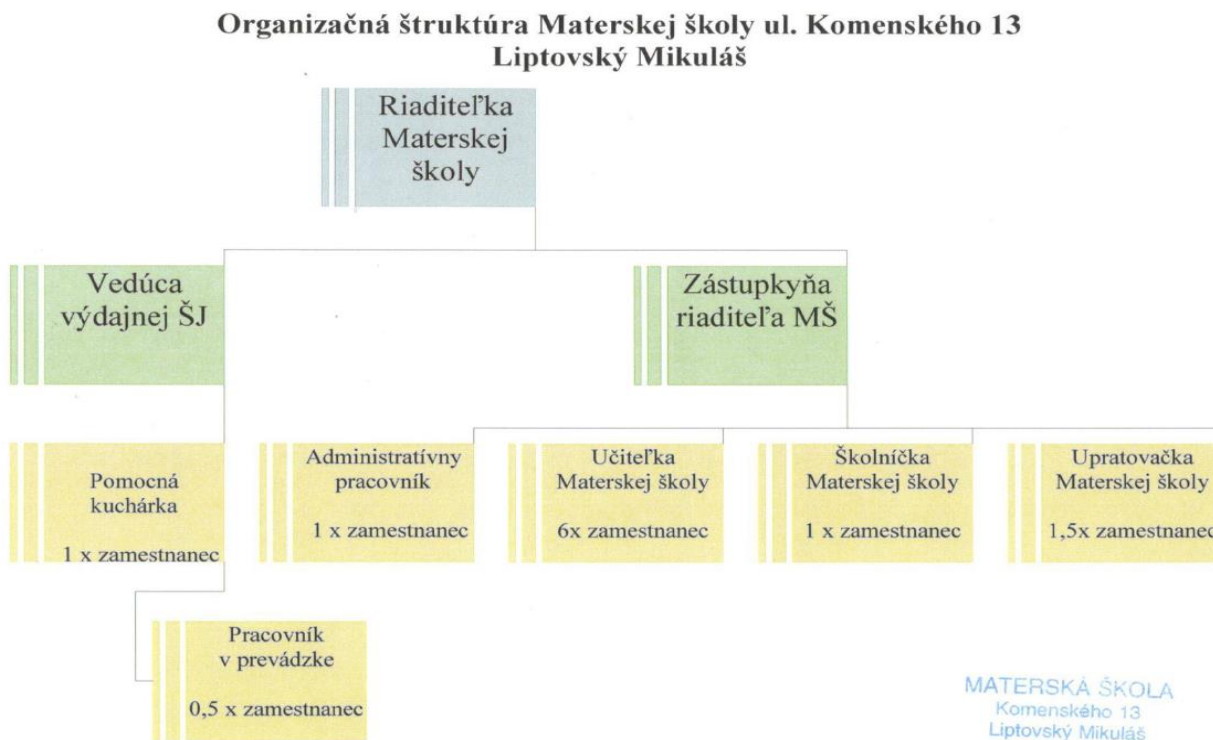 Organizačná štruktúra Materskej školy ul. Komenského 13
Liptovský Mikuláš
Riaditeľka
Materskej
školy
Vedúca
výdajnej ŠJ
Zástupkyňa
riaditeľa MŠ
Pomocná
kuchárka
1 x zamestnanec
Administratívny
pracovník
1 x zamestnanec
Učiteľka
Materskej školy
6x zamestnanec
Školníčka
Materskej školy
1 x zamestnanec
Upratovačka
Materskej školy
1,5x zamestnanec
Pracovník
v prevádzke
0,5 x zamestnanec
MATERSKÁ ŠKOLA
Komenského 13
Liptovský Mikuláš